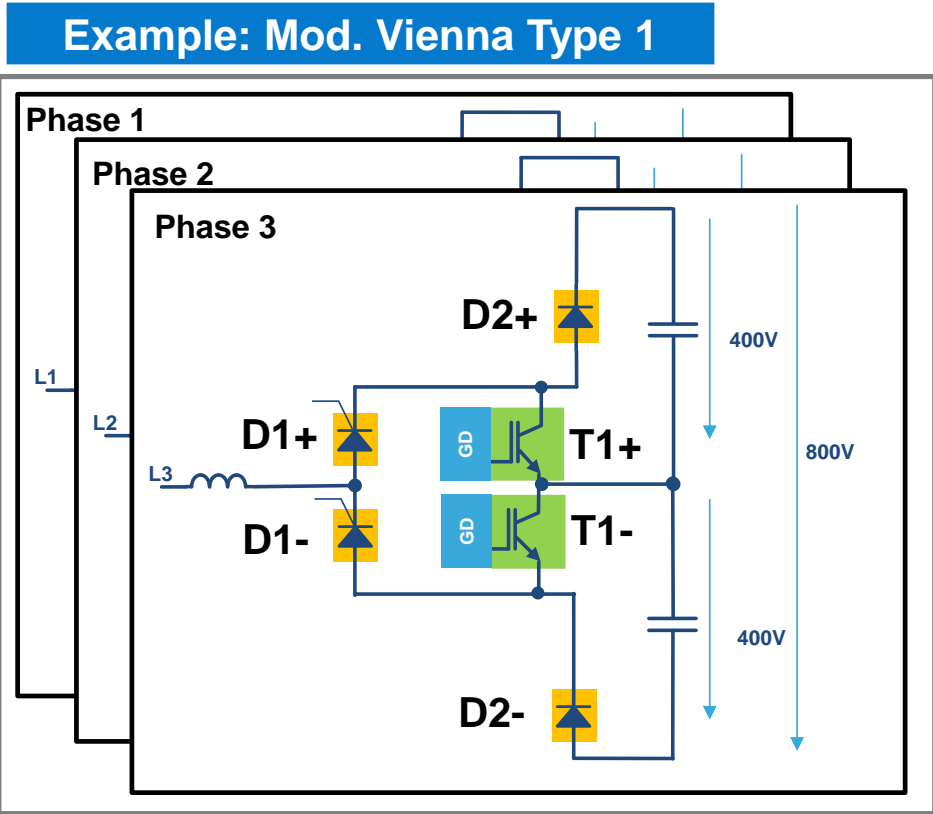 Example: Mod. Vienna Type 1
Phase 1
Phase 2
Phase 3
D2+
400V
L1
L2
D1+
GD
T1+
800V
L3
D1-
GD
T1-
400V
D2-